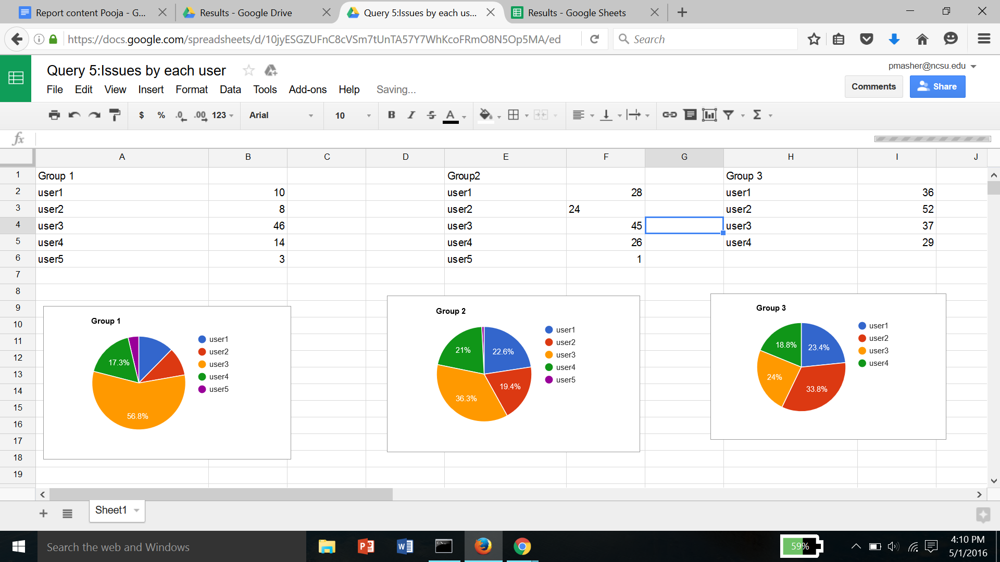 Report content Pooja - G...
Results - Google Drive
Query 5:Issues by each us...
Results - Google Sheets
https://docs.google.com/spreadsheets/d/10jyESGZUFnC8cVSm7tUnTA57Y7WhKcoFRmO8N5Op5MA/ed
Search
Query 5:Issues by each user
pmasher@ncsu.edu
File Edit View Insert Format Data Tools Add-ons Help Saving...
Comments
Share
$ % .0 .00 123 Arial 10 B I S A Σ
fx
A B C D E F G H I J
1 Group 1 Group2 Group 3
2 user1 10 user1 28 user1 36
3 user2 8 user2 24 user2 52
4 user3 46 user3 45 user3 37
5 user4 14 user4 26 user4 29
6 user5 3 user5 1
7
8
9
10
11
12
13
14
15
16
17
18
19
Group 1
user1
user2
user3
user4
user5
17.3%
56.8%
Group 2
user1
user2
user3
user4
user5
21%
22.6%
19.4%
36.3%
Group 3
user1
user2
user3
user4
18.8%
23.4%
24%
33.8%
Sheet1
Search the web and Windows
59%
4:10 PM
5/1/2016